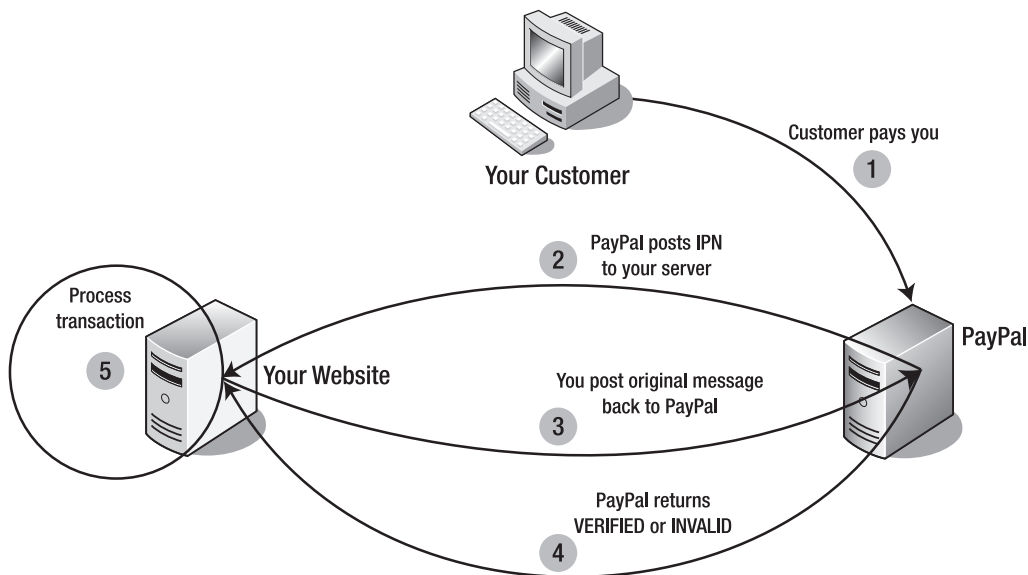 Customer pays you
1
Your Customer
2
PayPal posts IPN
to your server
Process
transaction
5
Your Website
PayPal
You post original message
back to PayPal
3
PayPal returns
VERIFIED or INVALID
4